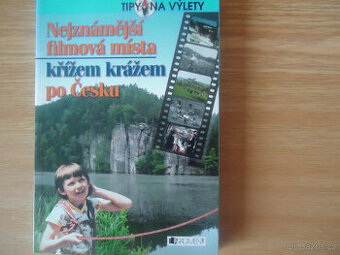 TIPY NA VÝLETY
Nejznámější
filmová místa
křížem krážem
po Česku
FRAGMENT